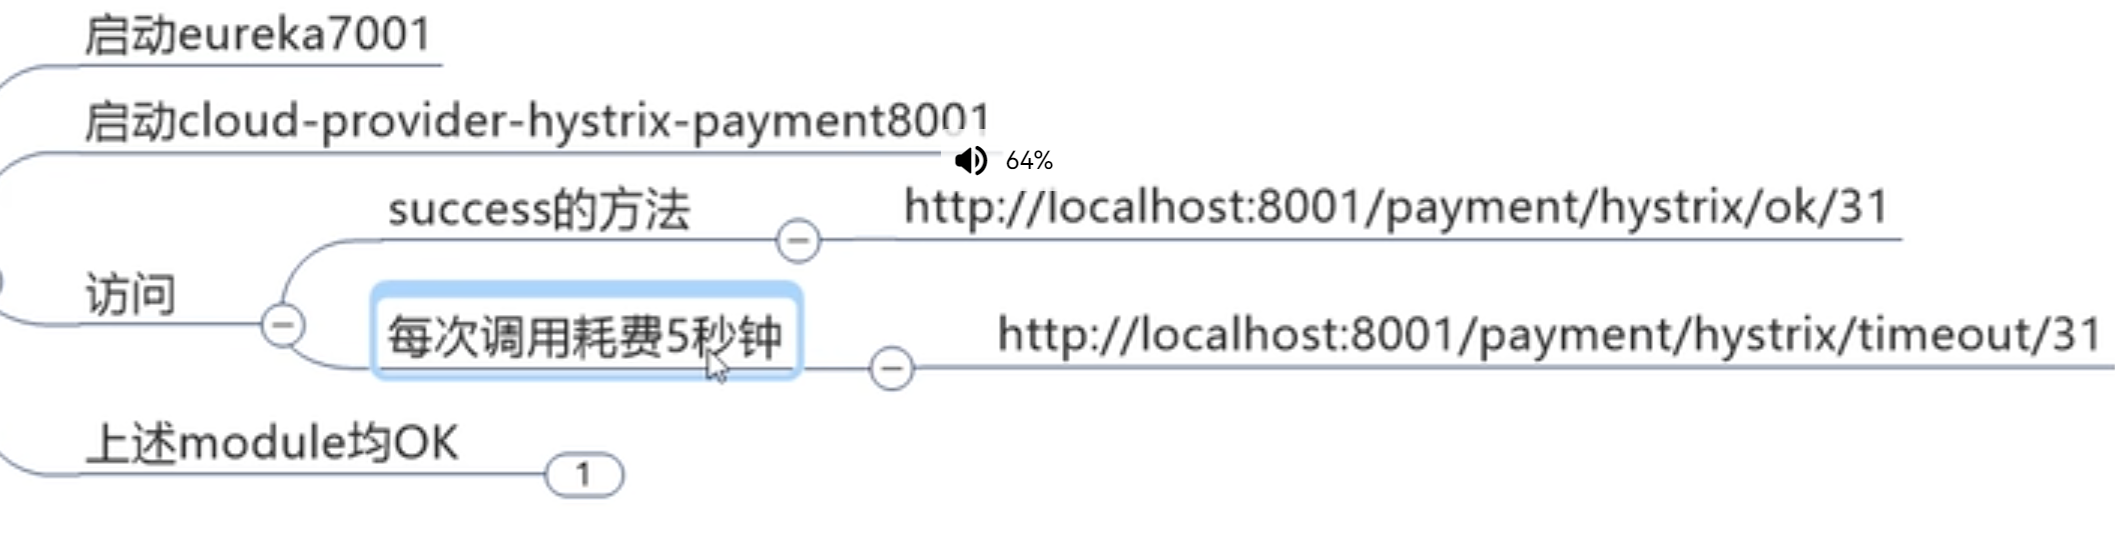 启动eureka7001
启动cloud-provider-hystrix-payment8001
64%
success的方法
http://localhost:8001/payment/hystrix/ok/31
访问
每次调用耗费5秒钟
http://localhost:8001/payment/hystrix/timeout/31
上述module均OK
1